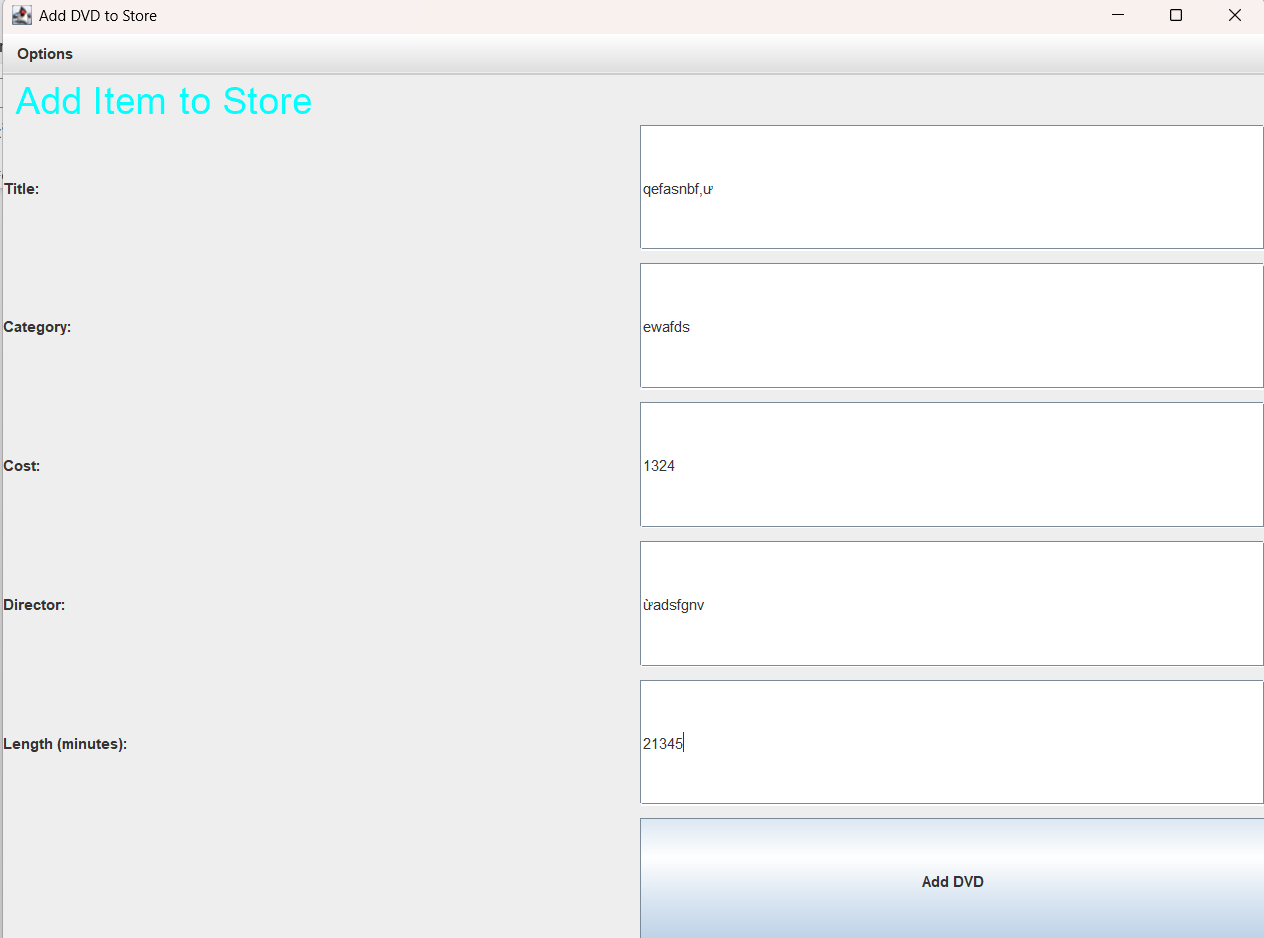 Add DVD to Store
Options
Add Item to Store
Title:
qefasnbf,ư
Category:
ewafds
Cost:
1324
Director:
ừadsfgnv
Length (minutes):
21345
Add DVD